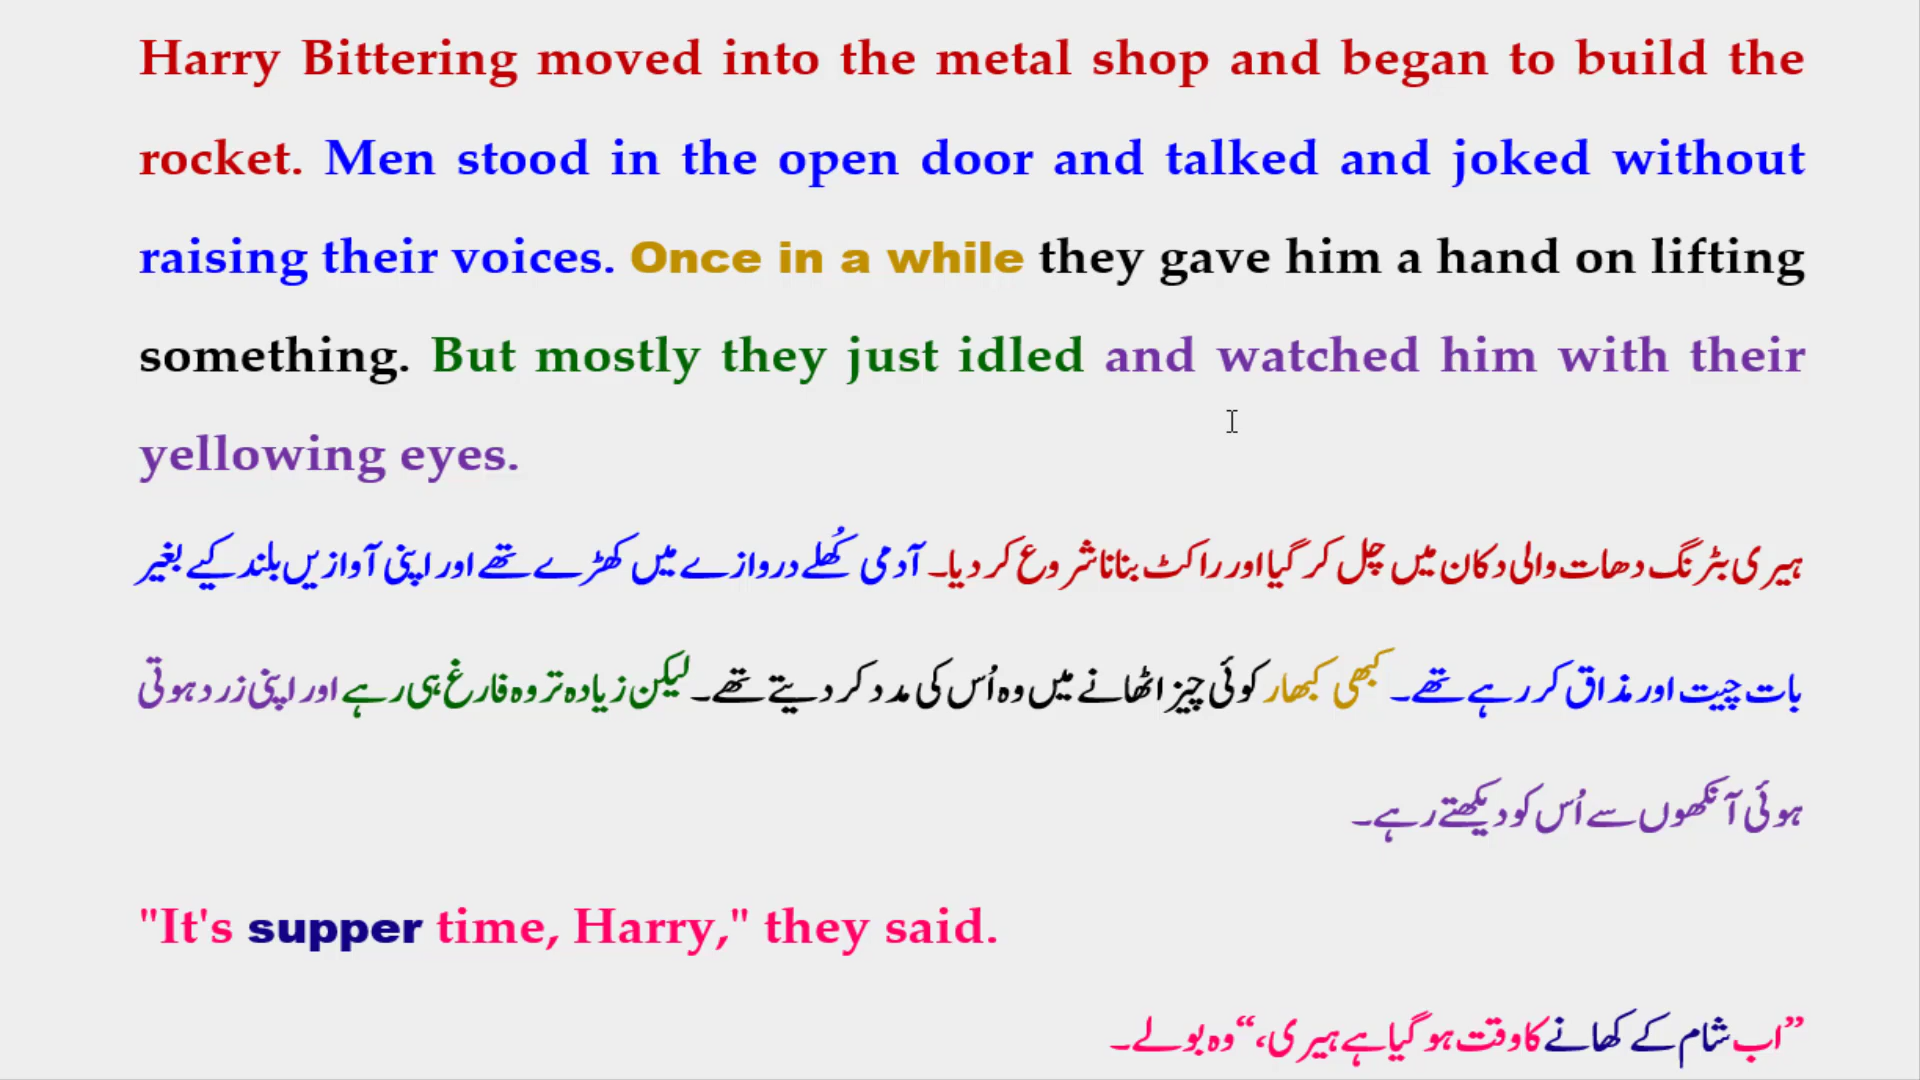 Harry Bittering moved into the metal shop and began to build the
rocket. Men stood in the open door and talked and joked without
raising their voices. Once in a while they gave him a hand on lifting
something. But mostly they just idled and watched him with their
yellowing eyes.
ہیری بٹرنگ دھات والی دکان میں چل کر گیا اور راکٹ بنانا شروع کر دیا۔ آدمی کُھلے دروازے میں کھڑے تھے اور اپنی آوازیں بلند کیے بغیر
بات چیت اور مذاق کر رہے تھے۔ کبھی کبھار کوئی چیز اٹھانے میں وہ اُس کی مدد کر دیتے تھے۔ لیکن زیادہ تر وہ فارغ ہی رہے اور اپنی زرد ہوتی
ہوئی آنکھوں سے اُس کو دیکھتے رہے۔
"It's supper time, Harry," they said.
”اب شام کے کھانے کا وقت ہو گیا ہے ہیری،“ وہ بولے۔